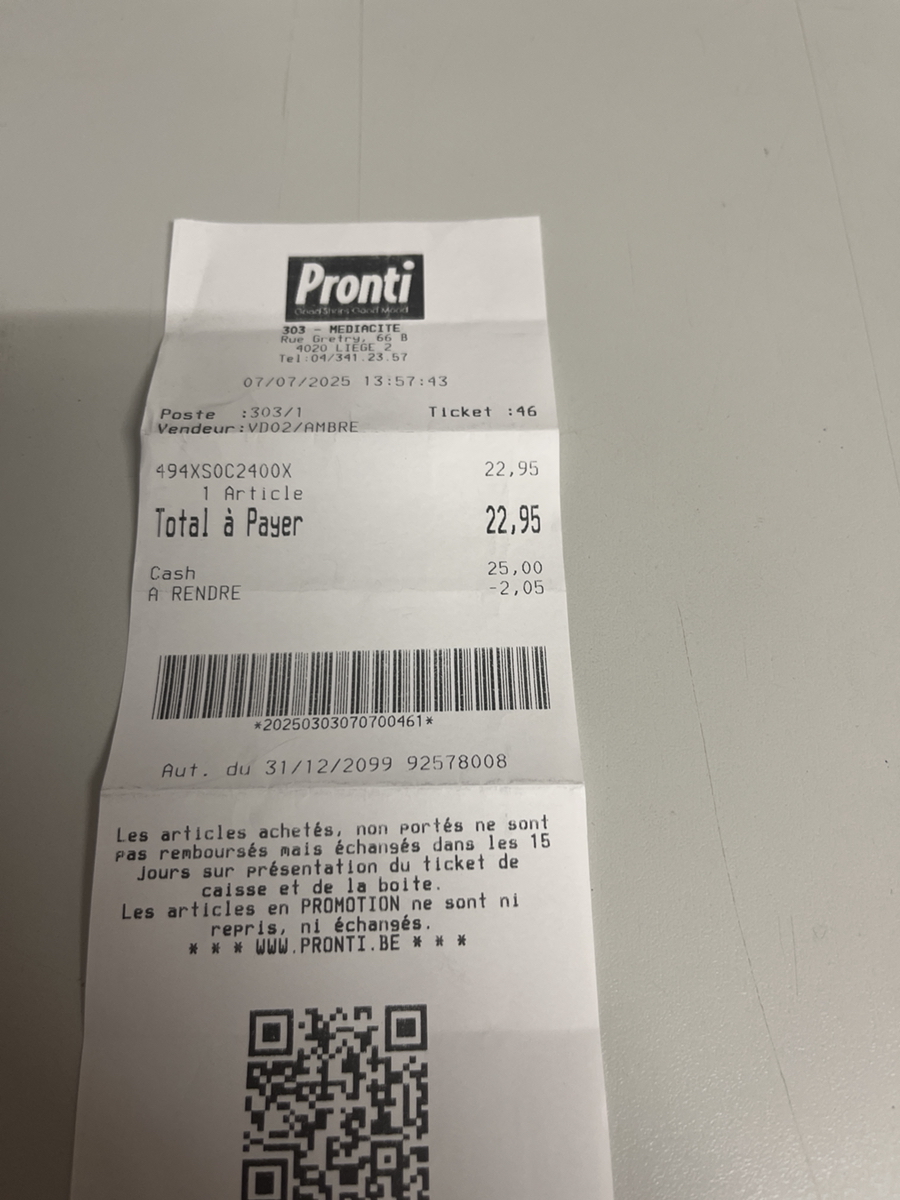 Pronti
Good Shoes Good Mood
303 - MEDIACITE
Rue Gretry, 66 B
4020 LIEGE 2
Tel:04/341.23.57
07/07/2025 13:57:43
Poste :303/1 Ticket :46
Vendeur:VD02/AMBRE
494XSOC2400X 22,95
1 Article
Total à Payer 22,95
Cash 25,00
A RENDRE -2,05
*20250303070700461*
Aut. du 31/12/2099 92578008
Les articles achetés, non portés ne sont
pas remboursés mais échangés dans les 15
jours sur présentation du ticket de
caisse et de la boite.
Les articles en PROMOTION ne sont ni
repris, ni échangés.
* * * WWW.PRONTI.BE * * *